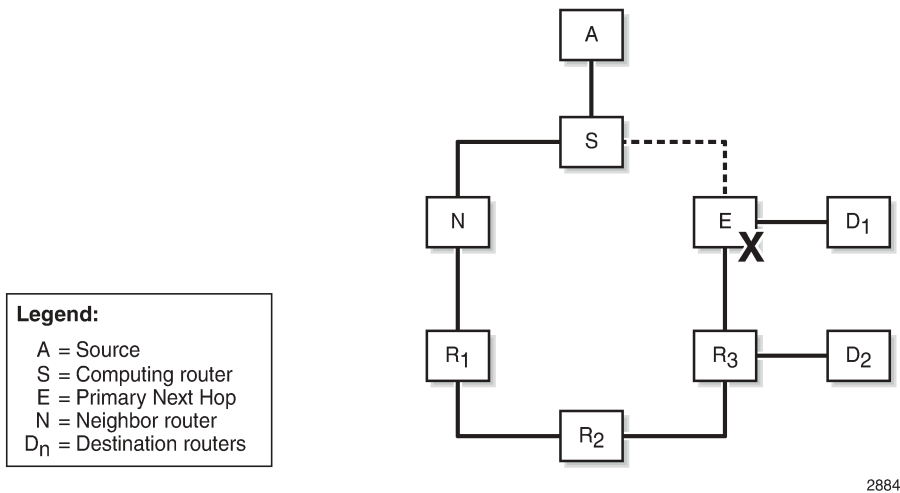 A
S
N
E
D1
X
R1
R3
D2
R2
Legend:
A = Source
S = Computing router
E = Primary Next Hop
N = Neighbor router
Dn = Destination routers
2884